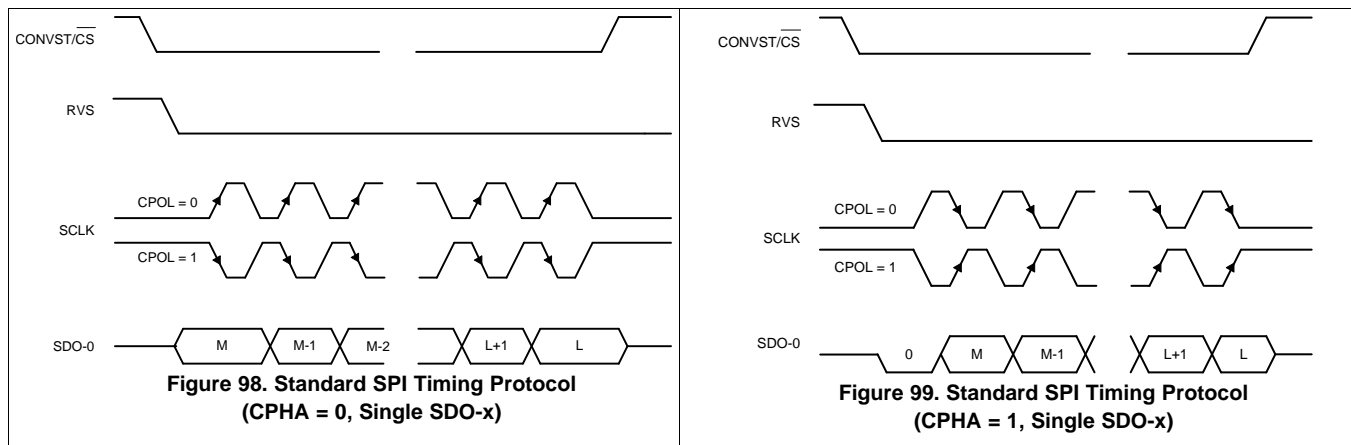 CONVST/CS
RVS
CPOL = 0
SCLK
CPOL = 1
SDO-0
M
M-1
M-2
L+1
L
Figure 98. Standard SPI Timing Protocol
(CPHA = 0, Single SDO-x)
CONVST/CS
RVS
CPOL = 0
SCLK
CPOL = 1
SDO-0
0
M
M-1
L+1
L
Figure 99. Standard SPI Timing Protocol
(CPHA = 1, Single SDO-x)